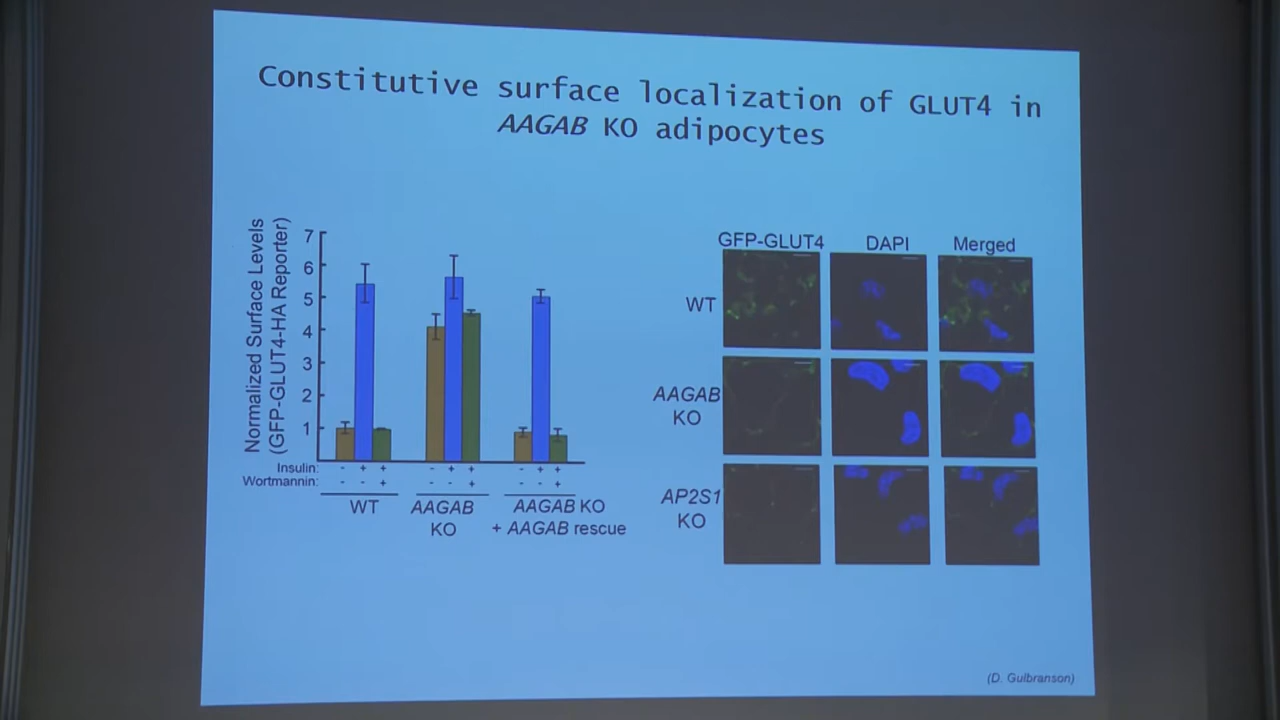 Constitutive surface localization of GLUT4 in
AAGAB KO adipocytes
Normalized Surface Levels
(GFP-GLUT4-HA Reporter)
7
6
5
4
3
2
1
Insulin: - + + - + + - + +
Wortmannin: - - + - - + - - +
WT
AAGAB
KO
AAGAB KO
+ AAGAB rescue
GFP-GLUT4 DAPI Merged
WT
AAGAB
KO
AP2S1
KO
(D. Gulbranson)